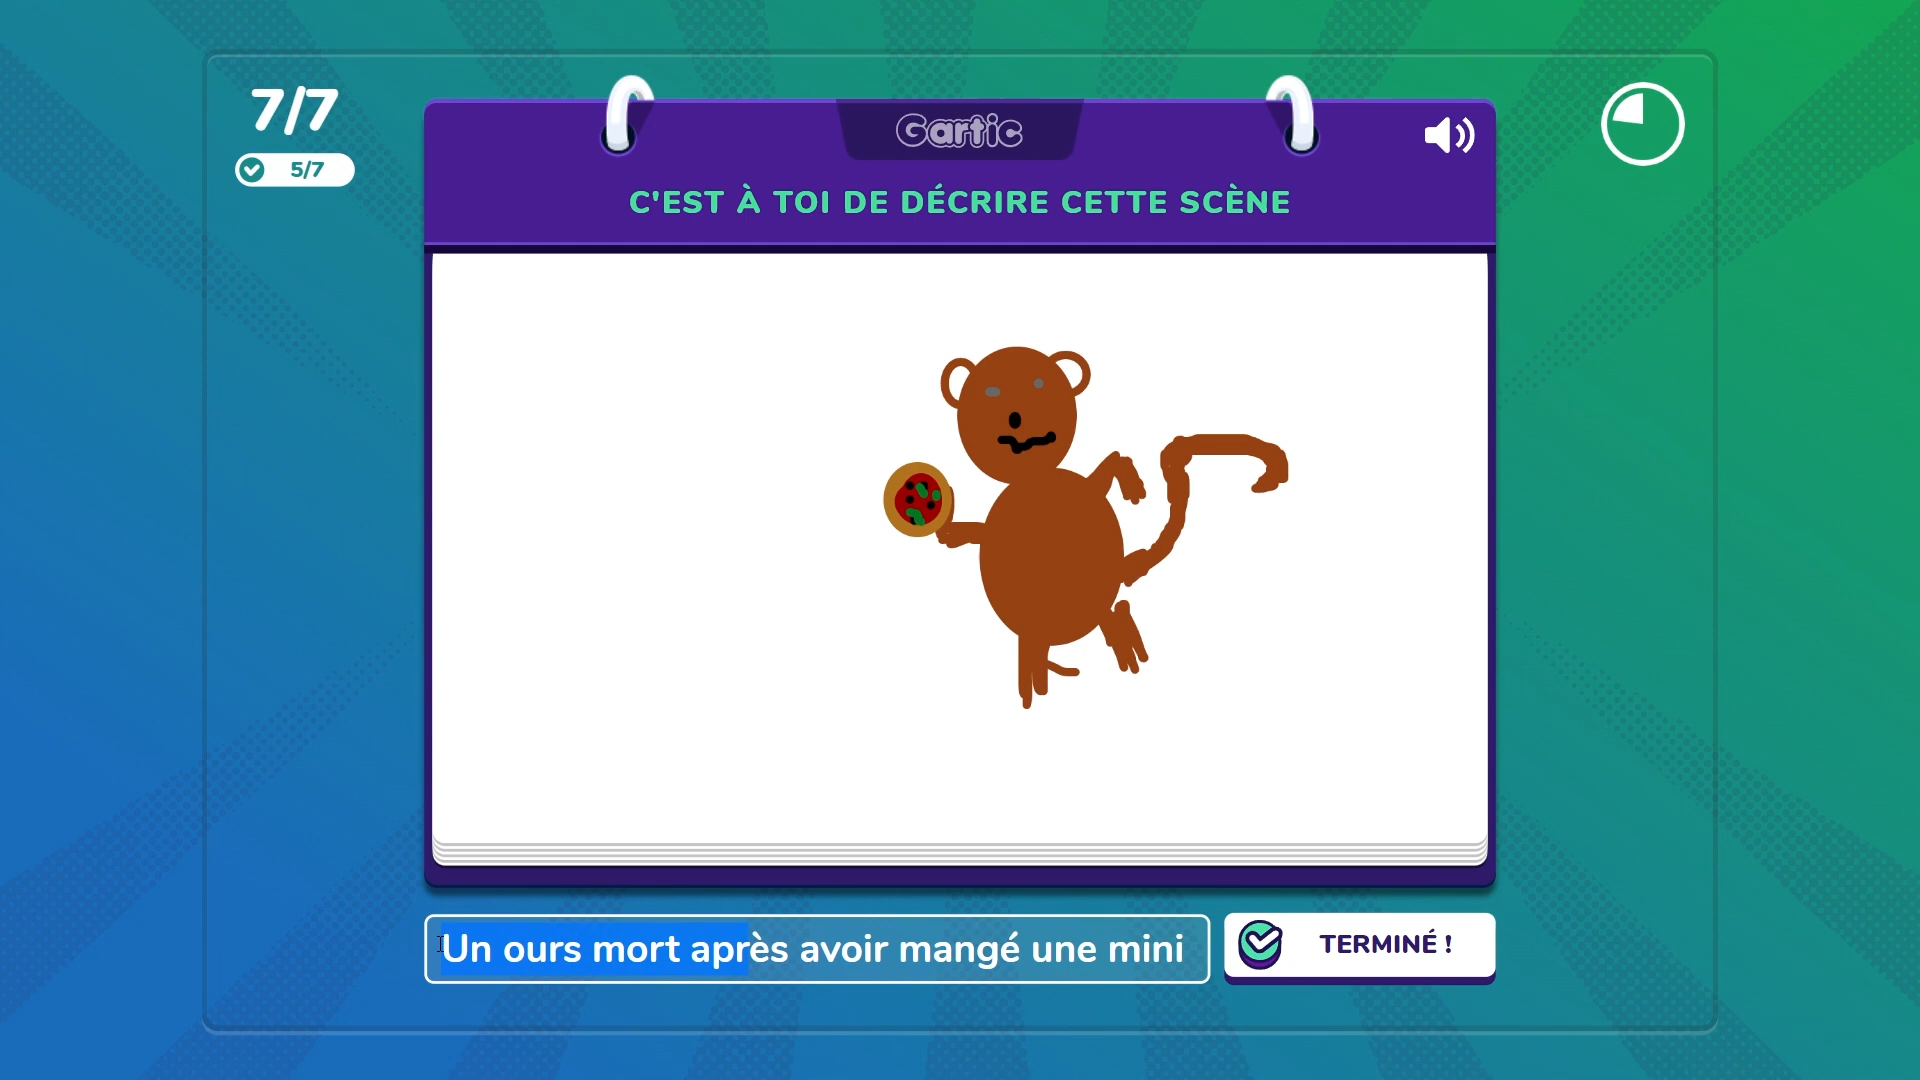 7/7
5/7
Gartic
C'EST À TOI DE DÉCRIRE CETTE SCÈNE
Un ours mort après avoir mangé une mini
TERMINÉ !